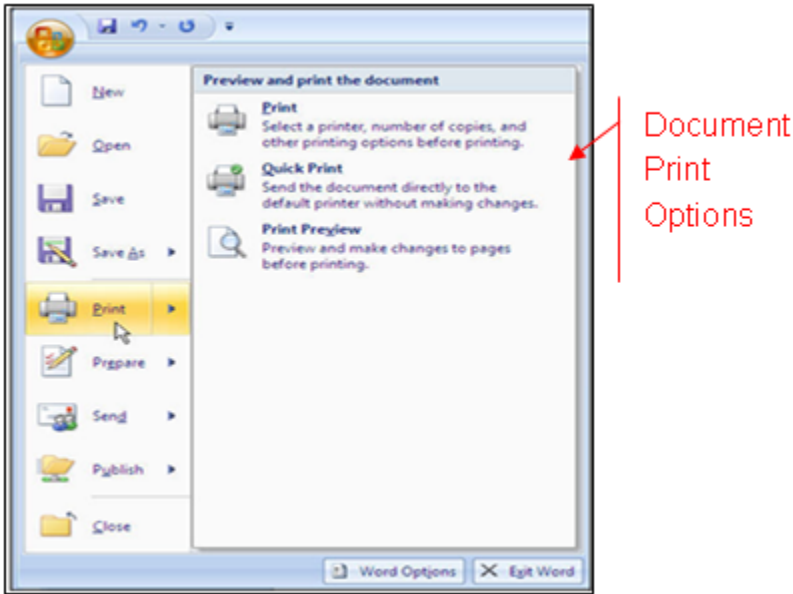 New
Open
Save
Save As
Print
Prepare
Send
Publish
Close
Preview and print the document
Print
Select a printer, number of copies, and
other printing options before printing.
Quick Print
Send the document directly to the
default printer without making changes.
Print Preview
Preview and make changes to pages
before printing.
Word Options
Exit Word
Document
Print
Options